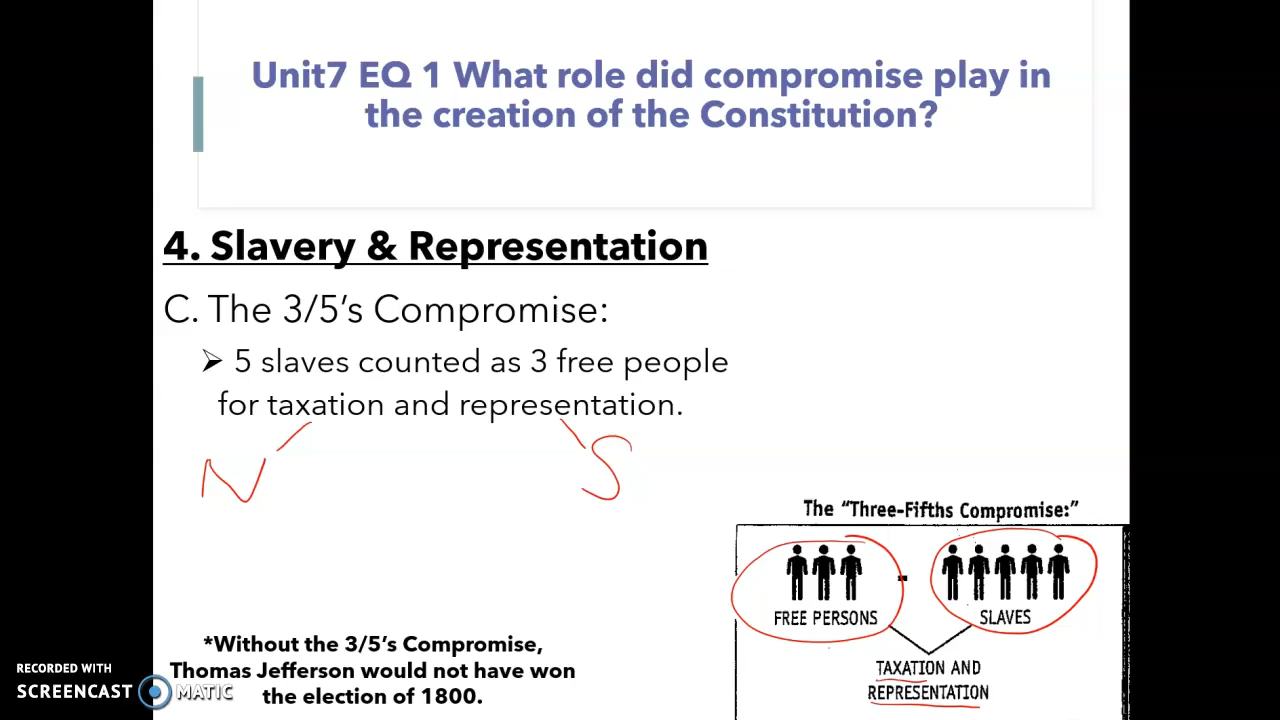 Unit7 EQ 1 What role did compromise play in
the creation of the Constitution?
4. Slavery & Representation
C. The 3/5's Compromise:
➢ 5 slaves counted as 3 free people
for taxation and representation.
N S
The "Three-Fifths Compromise:"
FREE PERSONS SLAVES
TAXATION AND
REPRESENTATION
*Without the 3/5's Compromise,
Thomas Jefferson would not have won
the election of 1800.
RECORDED WITH
SCREENCAST MATIC